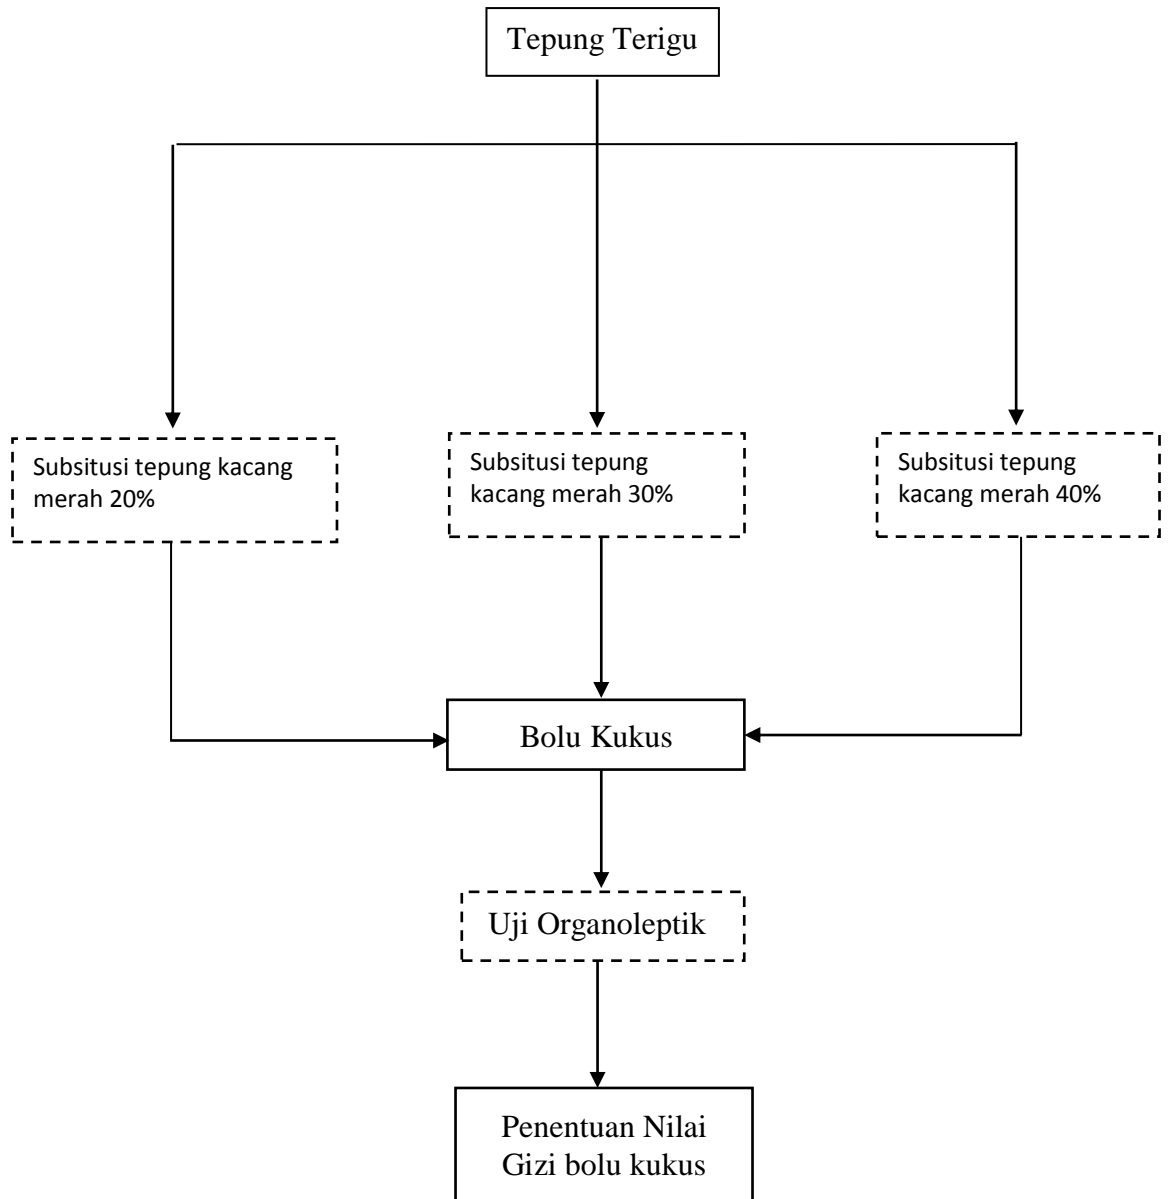 Tepung Terigu
Subsitusi tepung kacang
merah 20%
Subsitusi tepung
kacang merah 30%
Subsitusi tepung
kacang merah 40%
Bolu Kukus
Uji Organoleptik
Penentuan Nilai
Gizi bolu kukus